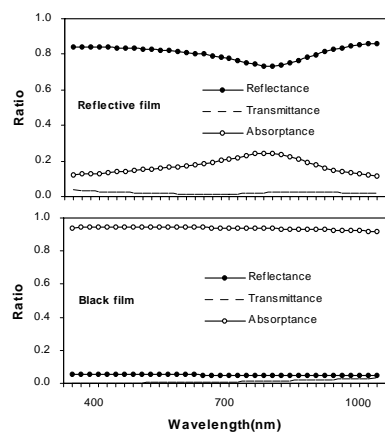 1.0
0.8
0.6
0.4
0.2
0.0
Ratio
Reflective film
Reflectance
Transmittance
Absorptance
1.0
0.8
0.6
0.4
0.2
0.0
Ratio
Black film
Reflectance
Transmittance
Absorptance
400 700 1000
Wavelength(nm)